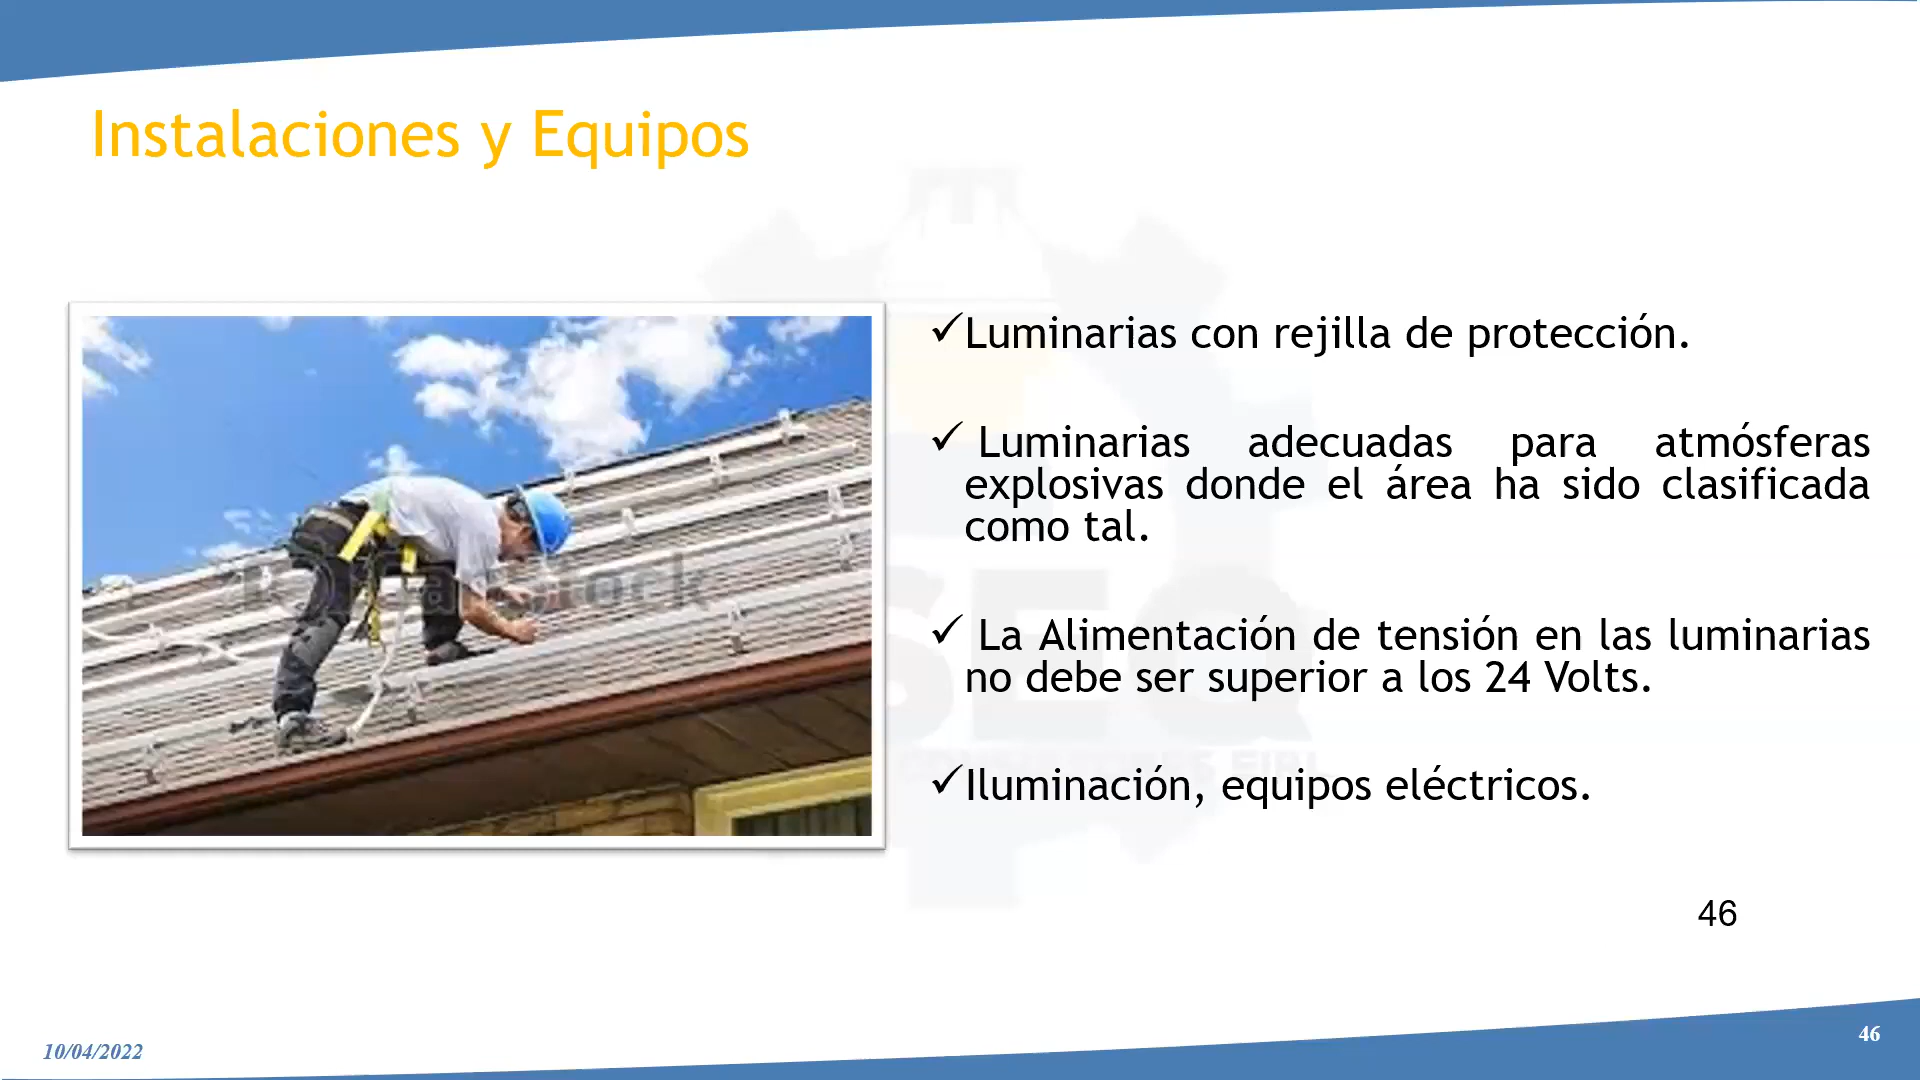 Instalaciones y Equipos
✓Luminarias con rejilla de protección.
✓ Luminarias adecuadas para atmósferas
explosivas donde el área ha sido clasificada
como tal.
✓ La Alimentación de tensión en las luminarias
no debe ser superior a los 24 Volts.
✓Iluminación, equipos eléctricos.
46
10/04/2022
46